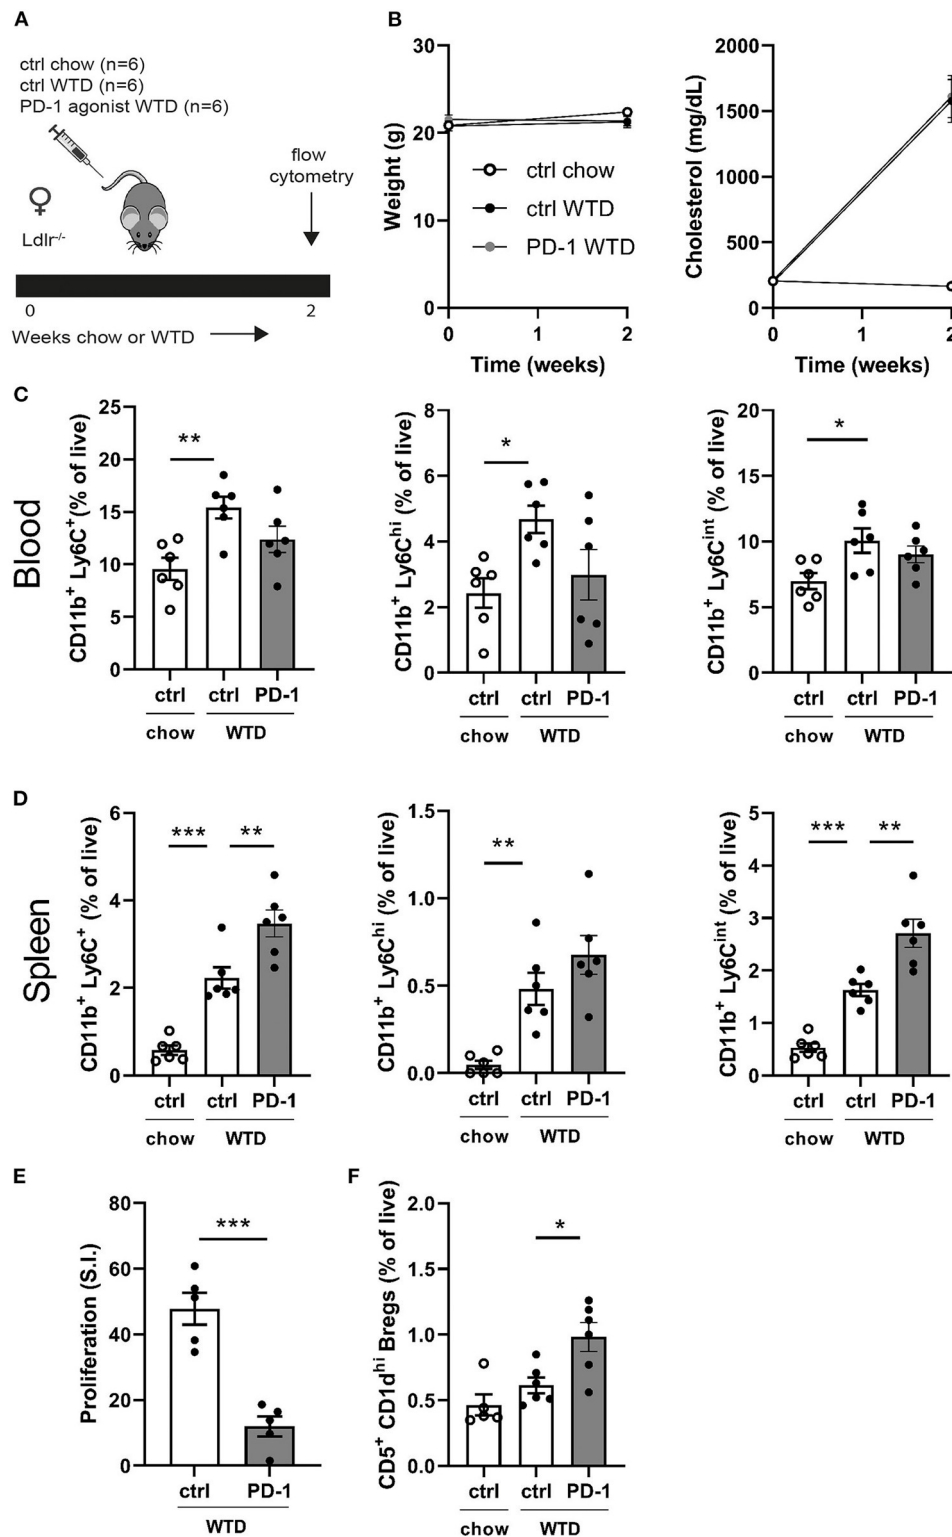 A
ctrl chow (n=6)
ctrl WTD (n=6)
PD-1 agonist WTD (n=6)
flow
cytometry
♀
Ldlr-/-
0
2
Weeks chow or WTD
B
30
20
10
0
Weight (g)
ctrl chow
ctrl WTD
PD-1 WTD
0
1
2
Time (weeks)
2000
1500
1000
500
0
Cholesterol (mg/dL)
0
1
2
Time (weeks)
C
Blood
25
20
15
10
5
0
CD11b+ Ly6C+(% of live)
**
ctrl ctrl PD-1
chow WTD
8
6
4
2
0
CD11b+ Ly6Chi (% of live)
*
ctrl ctrl PD-1
chow WTD
20
15
10
5
0
CD11b+ Ly6Cint (% of live)
*
ctrl ctrl PD-1
chow WTD
D
Spleen
6
4
2
0
CD11b+ Ly6C+ (% of live)
*** **
ctrl ctrl PD-1
chow WTD
1.5
1.0
0.5
0.0
CD11b+ Ly6Chi (% of live)
**
ctrl ctrl PD-1
chow WTD
5
4
3
2
1
0
CD11b+ Ly6Cint (% of live)
*** **
ctrl ctrl PD-1
chow WTD
E
80
60
40
20
0
Proliferation (S.I.)
***
ctrl PD-1
WTD
F
2.0
1.5
1.0
0.5
0.0
CD5+ CD1dhi Bregs (% of live)
*
ctrl ctrl PD-1
chow WTD